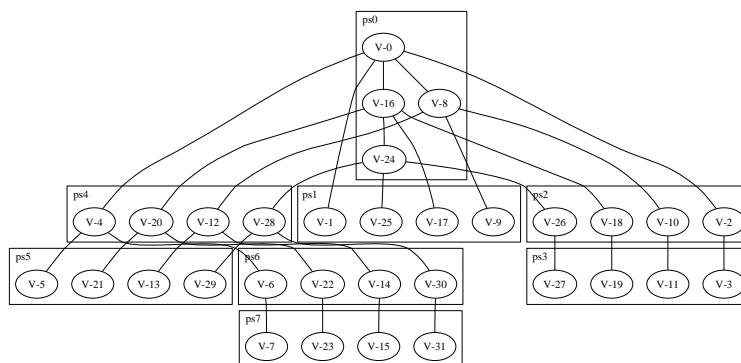 ps0
V-0
V-16 V-8
V-24
ps4 ps1 ps2
V-4 V-20 V-12 V-28 V-1 V-25 V-17 V-9 V-26 V-18 V-10 V-2
ps5 ps6 ps3
V-5 V-21 V-13 V-29 V-6 V-22 V-14 V-30 V-27 V-19 V-11 V-3
ps7
V-7 V-23 V-15 V-31